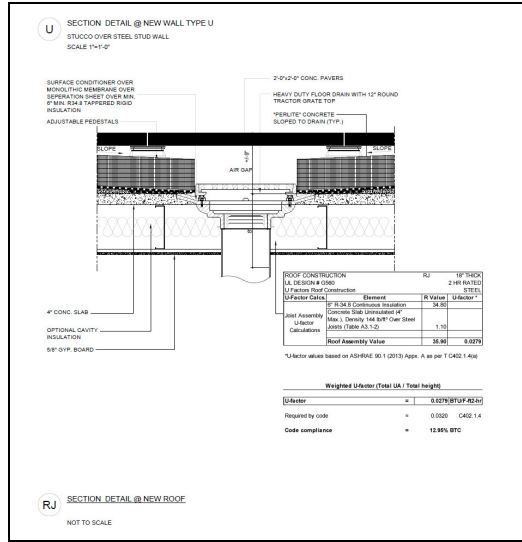 U
SECTION DETAIL @ NEW WALL TYPE U
STUCCO OVER STEEL STUD WALL
SCALE 1"=1'-0"
SURFACE CONDITIONER OVER
MONOLITHIC MEMBRANE OVER
SEPERATION SHEET OVER MIN.
6" MIN. R34.8 TAPPERED RIGID
INSULATION
ADJUSTABLE PEDESTALS
2'-0"x2'-0" CONC. PAVERS
HEAVY DUTY FLOOR DRAIN WITH 12" ROUND
TRACTOR GRATE TOP
"PERLITE" CONCRETE
SLOPED TO DRAIN (TYP.)
SLOPE
SLOPE
AIR GAP
4" CONC. SLAB
OPTIONAL CAVITY
INSULATION
5/8" GYP. BOARD
ROOF CONSTRUCTION RJ 18" THICK
UL DESIGN # G560 2 HR RATED
U Factors Roof Construction STEEL
U-Factor Calcs. Element R Value U-factor *
6" R-34.8 Continuous Insulation 34.80
Joist Assembly U-factor Calculations
Concrete Slab Uninsulated (4"
Max.), Density 144 lb/ft³ Over Steel
Joists (Table A3.1-2) 1.10
Roof Assembly Value 35.90 0.0279
*U-factor values based on ASHRAE 90.1 (2013) Appx. A as per T C402.1.4(a)
Weighted U-factor (Total UA / Total height)
U-factor = 0.0279 BTU/F-ft2-hr
Required by code = 0.0320 C402.1.4
Code compliance = 12.95% BTC
RJ
SECTION DETAIL @ NEW ROOF
NOT TO SCALE